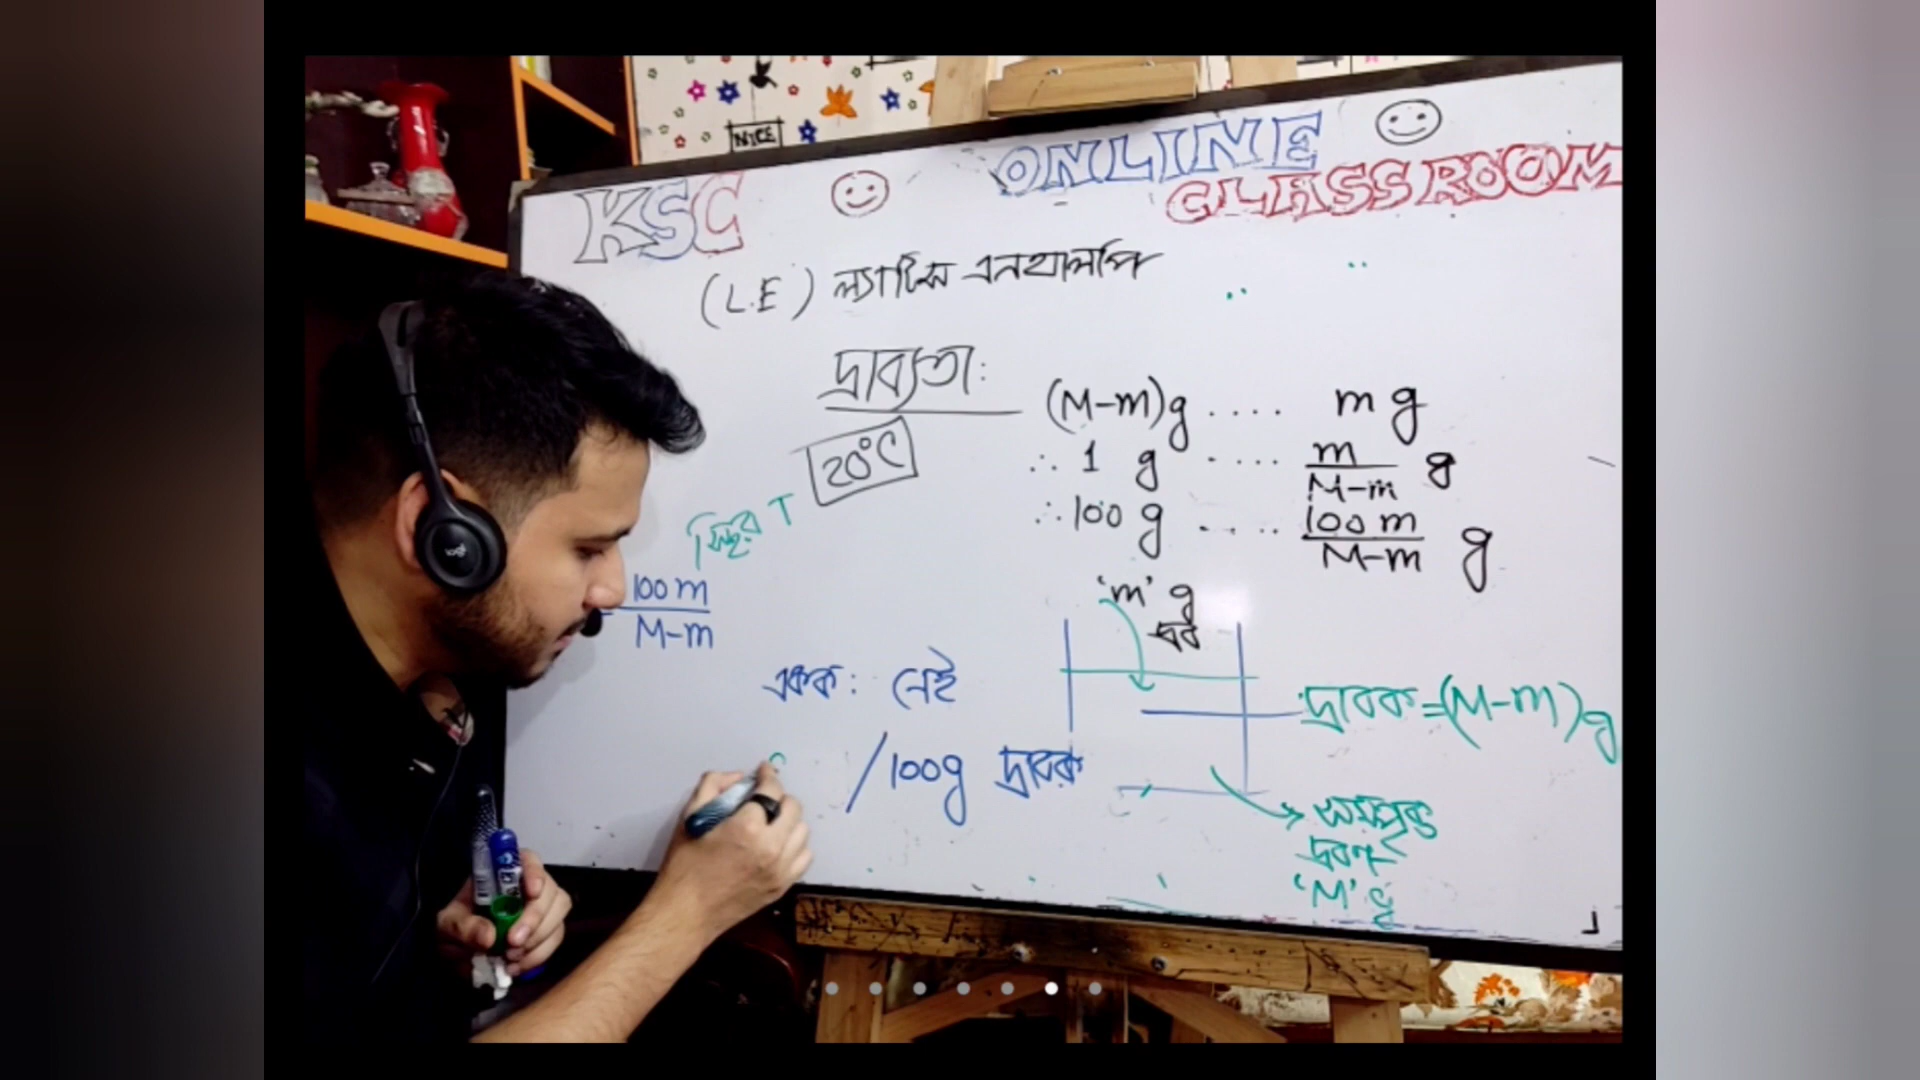 NICE
KSC
ONLINE
CLASS ROOM
(L.E) ল্যাটিস এনথালপি
দ্রাব্যতা:
20°C
স্থির T
(M-m)g .... m g
∴ 1 g .... m/M-m g
∴ 100 g .... 100 m/M-m g
100 m/M-m
'm' g
দ্রব
একক: নেই
/100g দ্রাবক
দ্রাবক=(M-m)g
সম্পৃক্ত
দ্রবণ
'M' g
logi